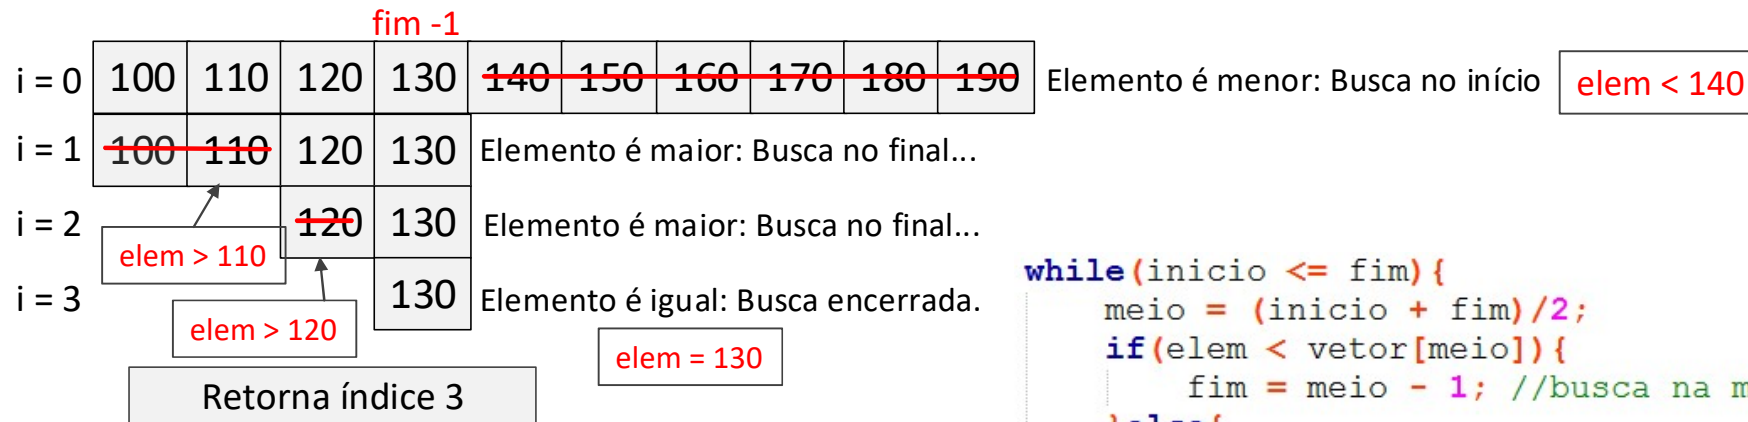 fim -1
i = 0 100 110 120 130 140 150 160 170 180 190 Elemento é menor: Busca no início elem < 140
i = 1 100 110 120 130 Elemento é maior: Busca no final...
i = 2 120 130 Elemento é maior: Busca no final...
elem > 110
i = 3 130 Elemento é igual: Busca encerrada.
elem > 120
elem = 130
Retorna índice 3
while(inicio <= fim){
meio = (inicio + fim)/2;
if(elem < vetor[meio]){
fim = meio - 1; //busca na
}else{